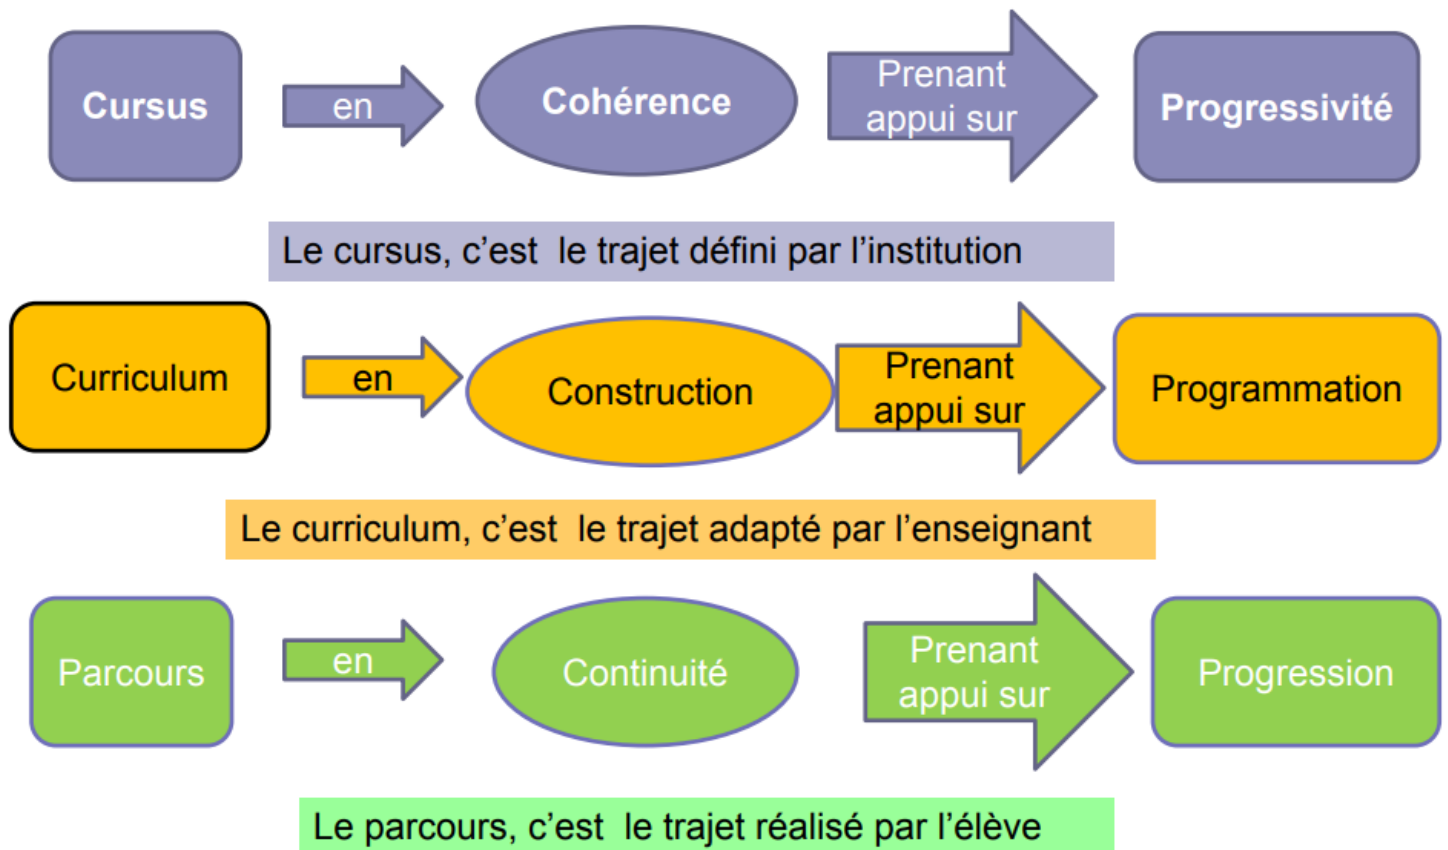 Cursus
en
Cohérence
Prenant
appui sur
Progressivité
Le cursus, c’est  le trajet défini par l’institution
Curriculum
en
Construction
Prenant
appui sur
Programmation
Le curriculum, c’est  le trajet adapté par l’enseignant
Parcours
en
Continuité
Prenant
appui sur
Progression
Le parcours, c’est  le trajet réalisé par l’élève